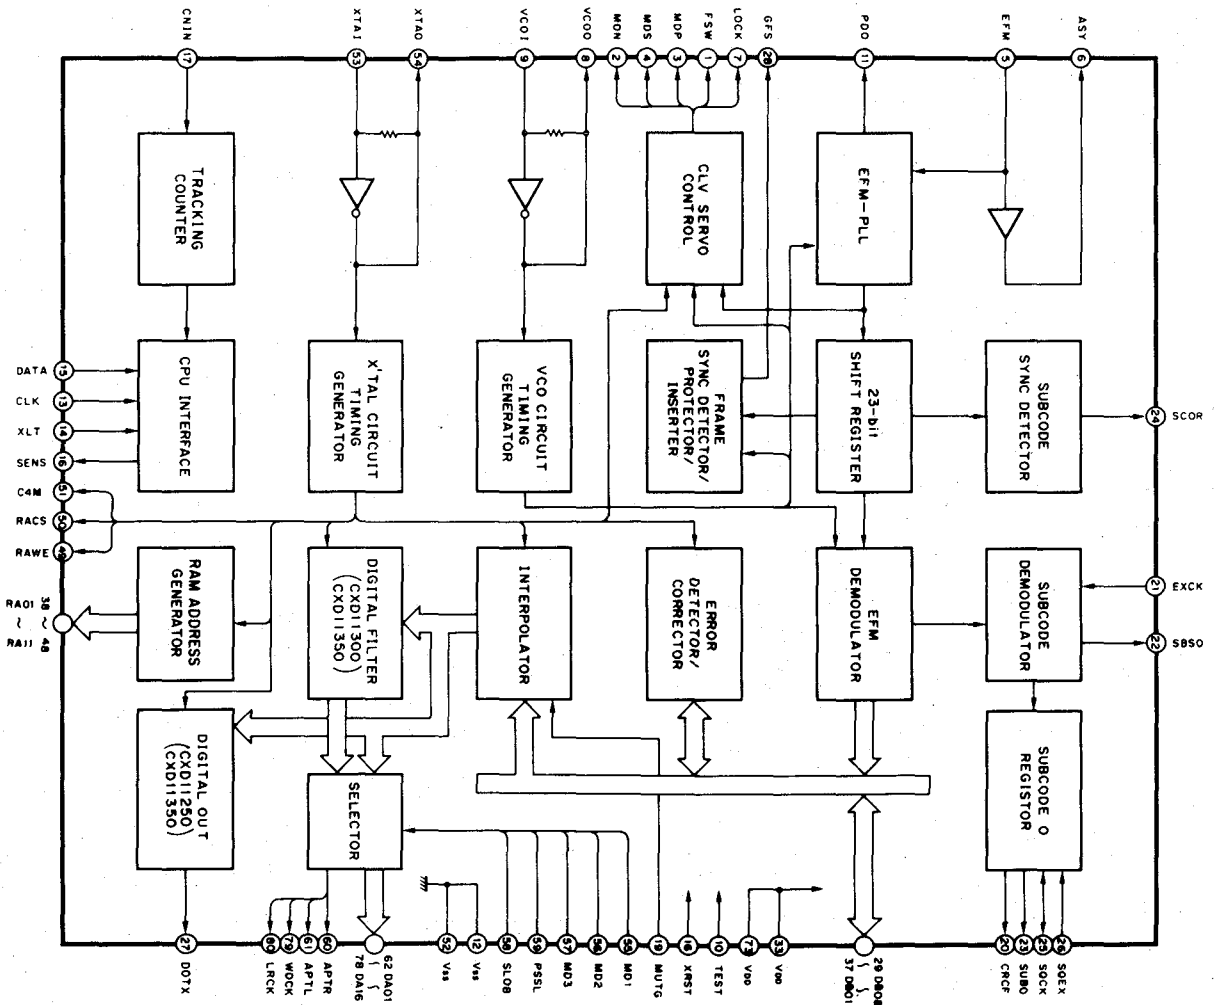 CNIN
XTAI
XTAO
VCOI
VCOO
MON
MDS
MDP
FSW
LOCK
GFS
PDO
EFM
ASY
17
53
54
9
8
2
4
3
1
7
28
11
5
6
TRACKING
COUNTER
CLV SERVO
CONTROL
EFM-PLL
CPU INTERFACE
X'TAL CIRCUIT
TIMING
GENERATOR
VCO CIRCUIT
TIMING
GENERATOR
FRAME
SYNC DETECTOR/
PROTECTOR/
INSERTER
23-bit
SHIFT REGISTER
SUBCODE
SYNC DETECTOR
DATA 15
CLK 13
XLT 14
SENS 16
C4M 51
RACS 50
RAWE 49
RA01 38
~ ~
RA11 48
24 SCOR
21 EXCK
22 SBSO
RAM ADDRESS
GENERATOR
DIGITAL FILTER
(CXD11300)
(CXD11350)
INTERPOLATOR
ERROR
DETECTOR/
CORRECTOR
EFM
DEMODULATOR
SUBCODE
DEMODULATOR
DIGITAL OUT
(CXD11250)
(CXD11350)
SELECTOR
SUBCODE Q
REGISTOR
27
80
79
61
60
52
12
58
59
57
56
55
19
18
10
73
33
20
23
25
26
DOTX
LRCK
WDCK
APTL
APTR
62 DA01
~ ~
78 DA16
Vss
Vss
SLOB
PSSL
MD3
MD2
MD1
MUTG
XRST
TEST
VDD
VDD
29 DB08
~ ~
37 DB01
CRCF
SUBQ
SQCK
SQEX